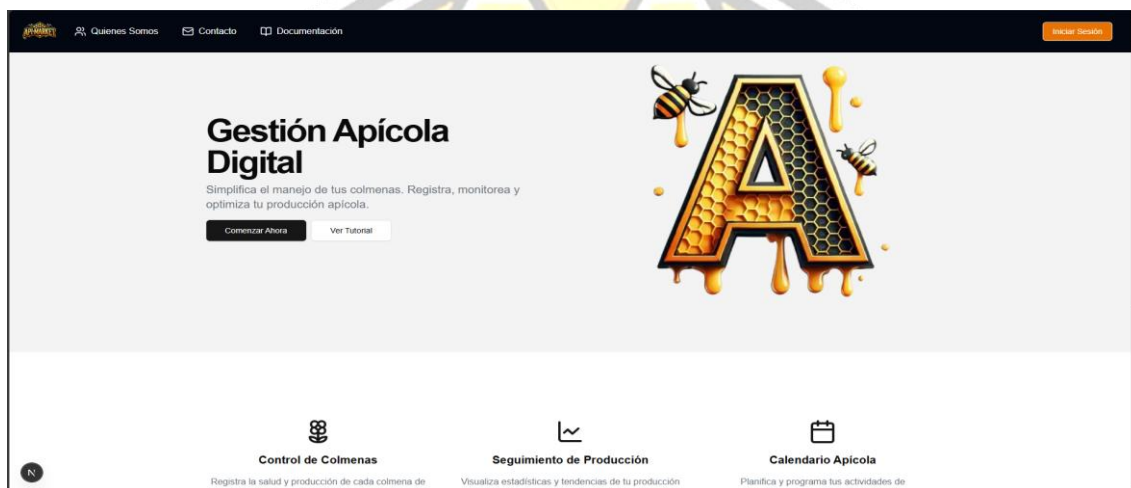 API-MARKET
Quienes Somos
Contacto
Documentación
Iniciar Sesión
Gestión Apícola
Digital
Simplifica el manejo de tus colmenas. Registra, monitorea y
optimiza tu producción apícola.
Comenzar Ahora
Ver Tutorial
A
Control de Colmenas
Seguimiento de Producción
Calendario Apícola
Registra la salud y producción de cada colmena de
Visualiza estadísticas y tendencias de tu producción
Planifica y programa tus actividades de
N